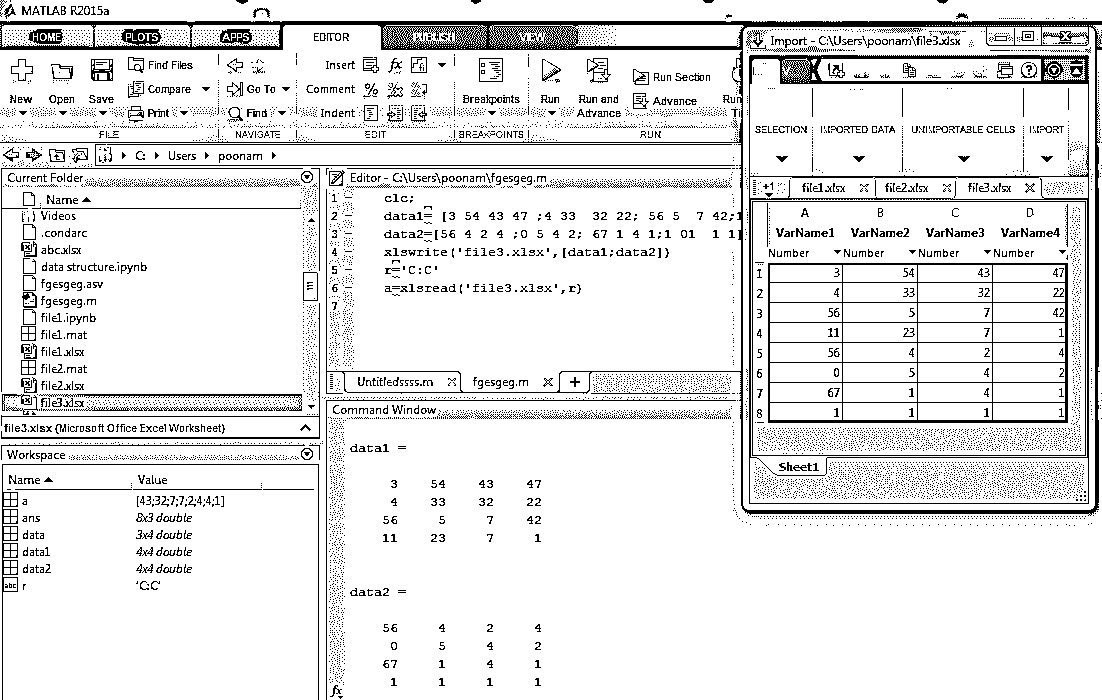 MATLAB R2015a
HOME PLOTS APPS EDITOR PUBLISH VIEW
New Open Save
Find Files
Compare
Print
Go To
Find
Insert fx
Comment %
Indent
Breakpoints
Run
Run and Advance
Run Section
Advance
FILE NAVIGATE EDIT BREAKPOINTS RUN
C: Users poonam
Current Folder
Name
Videos
.condarc
abc.xlsx
data structure.ipynb
fgesgeg.asv
fgesgeg.m
file1.ipynb
file1.mat
file1.xlsx
file2.mat
file2.xlsx
file3.xlsx
file3.xlsx (Microsoft Office Excel Worksheet)
Workspace
Name Value
a [43;32;7;7;2;4;4;1]
ans 8x3 double
data 3x4 double
data1 4x4 double
data2 4x4 double
abc r 'C:C'
Editor - C:\Users\poonam\fgesgeg.m
1 clc;
2 data1= [3 54 43 47 ;4 33 32 22; 56 5 7 42;1
3 data2=[56 4 2 4 ;0 5 4 2; 67 1 4 1;1 01 1 1]
4 xlswrite('file3.xlsx',[data1;data2])
5 r='C:C'
6 a=xlsread('file3.xlsx',r)
7
Untitledssss.m fgesgeg.m +
Command Window
data1 =
3 54 43 47
4 33 32 22
56 5 7 42
11 23 7 1
data2 =
56 4 2 4
0 5 4 2
67 1 4 1
1 1 1 1
fx
Import - C:\Users\poonam\file3.xlsx
SELECTION IMPORTED DATA UNIMPORTABLE CELLS IMPORT
file1.xlsx file2.xlsx file3.xlsx
A B C D
VarName1 VarName2 VarName3 VarName4
Number Number Number Number
1 3 54 43 47
2 4 33 32 22
3 56 5 7 42
4 11 23 7 1
5 56 4 2 4
6 0 5 4 2
7 67 1 4 1
8 1 1 1 1
Sheet1